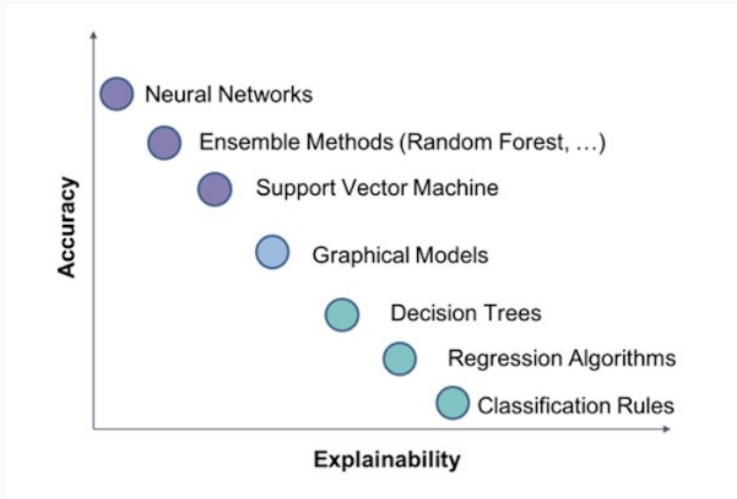 Neural Networks
Ensemble Methods (Random Forest, …)
Support Vector Machine
Graphical Models
Decision Trees
Regression Algorithms
Classification Rules
Accuracy
Explainability